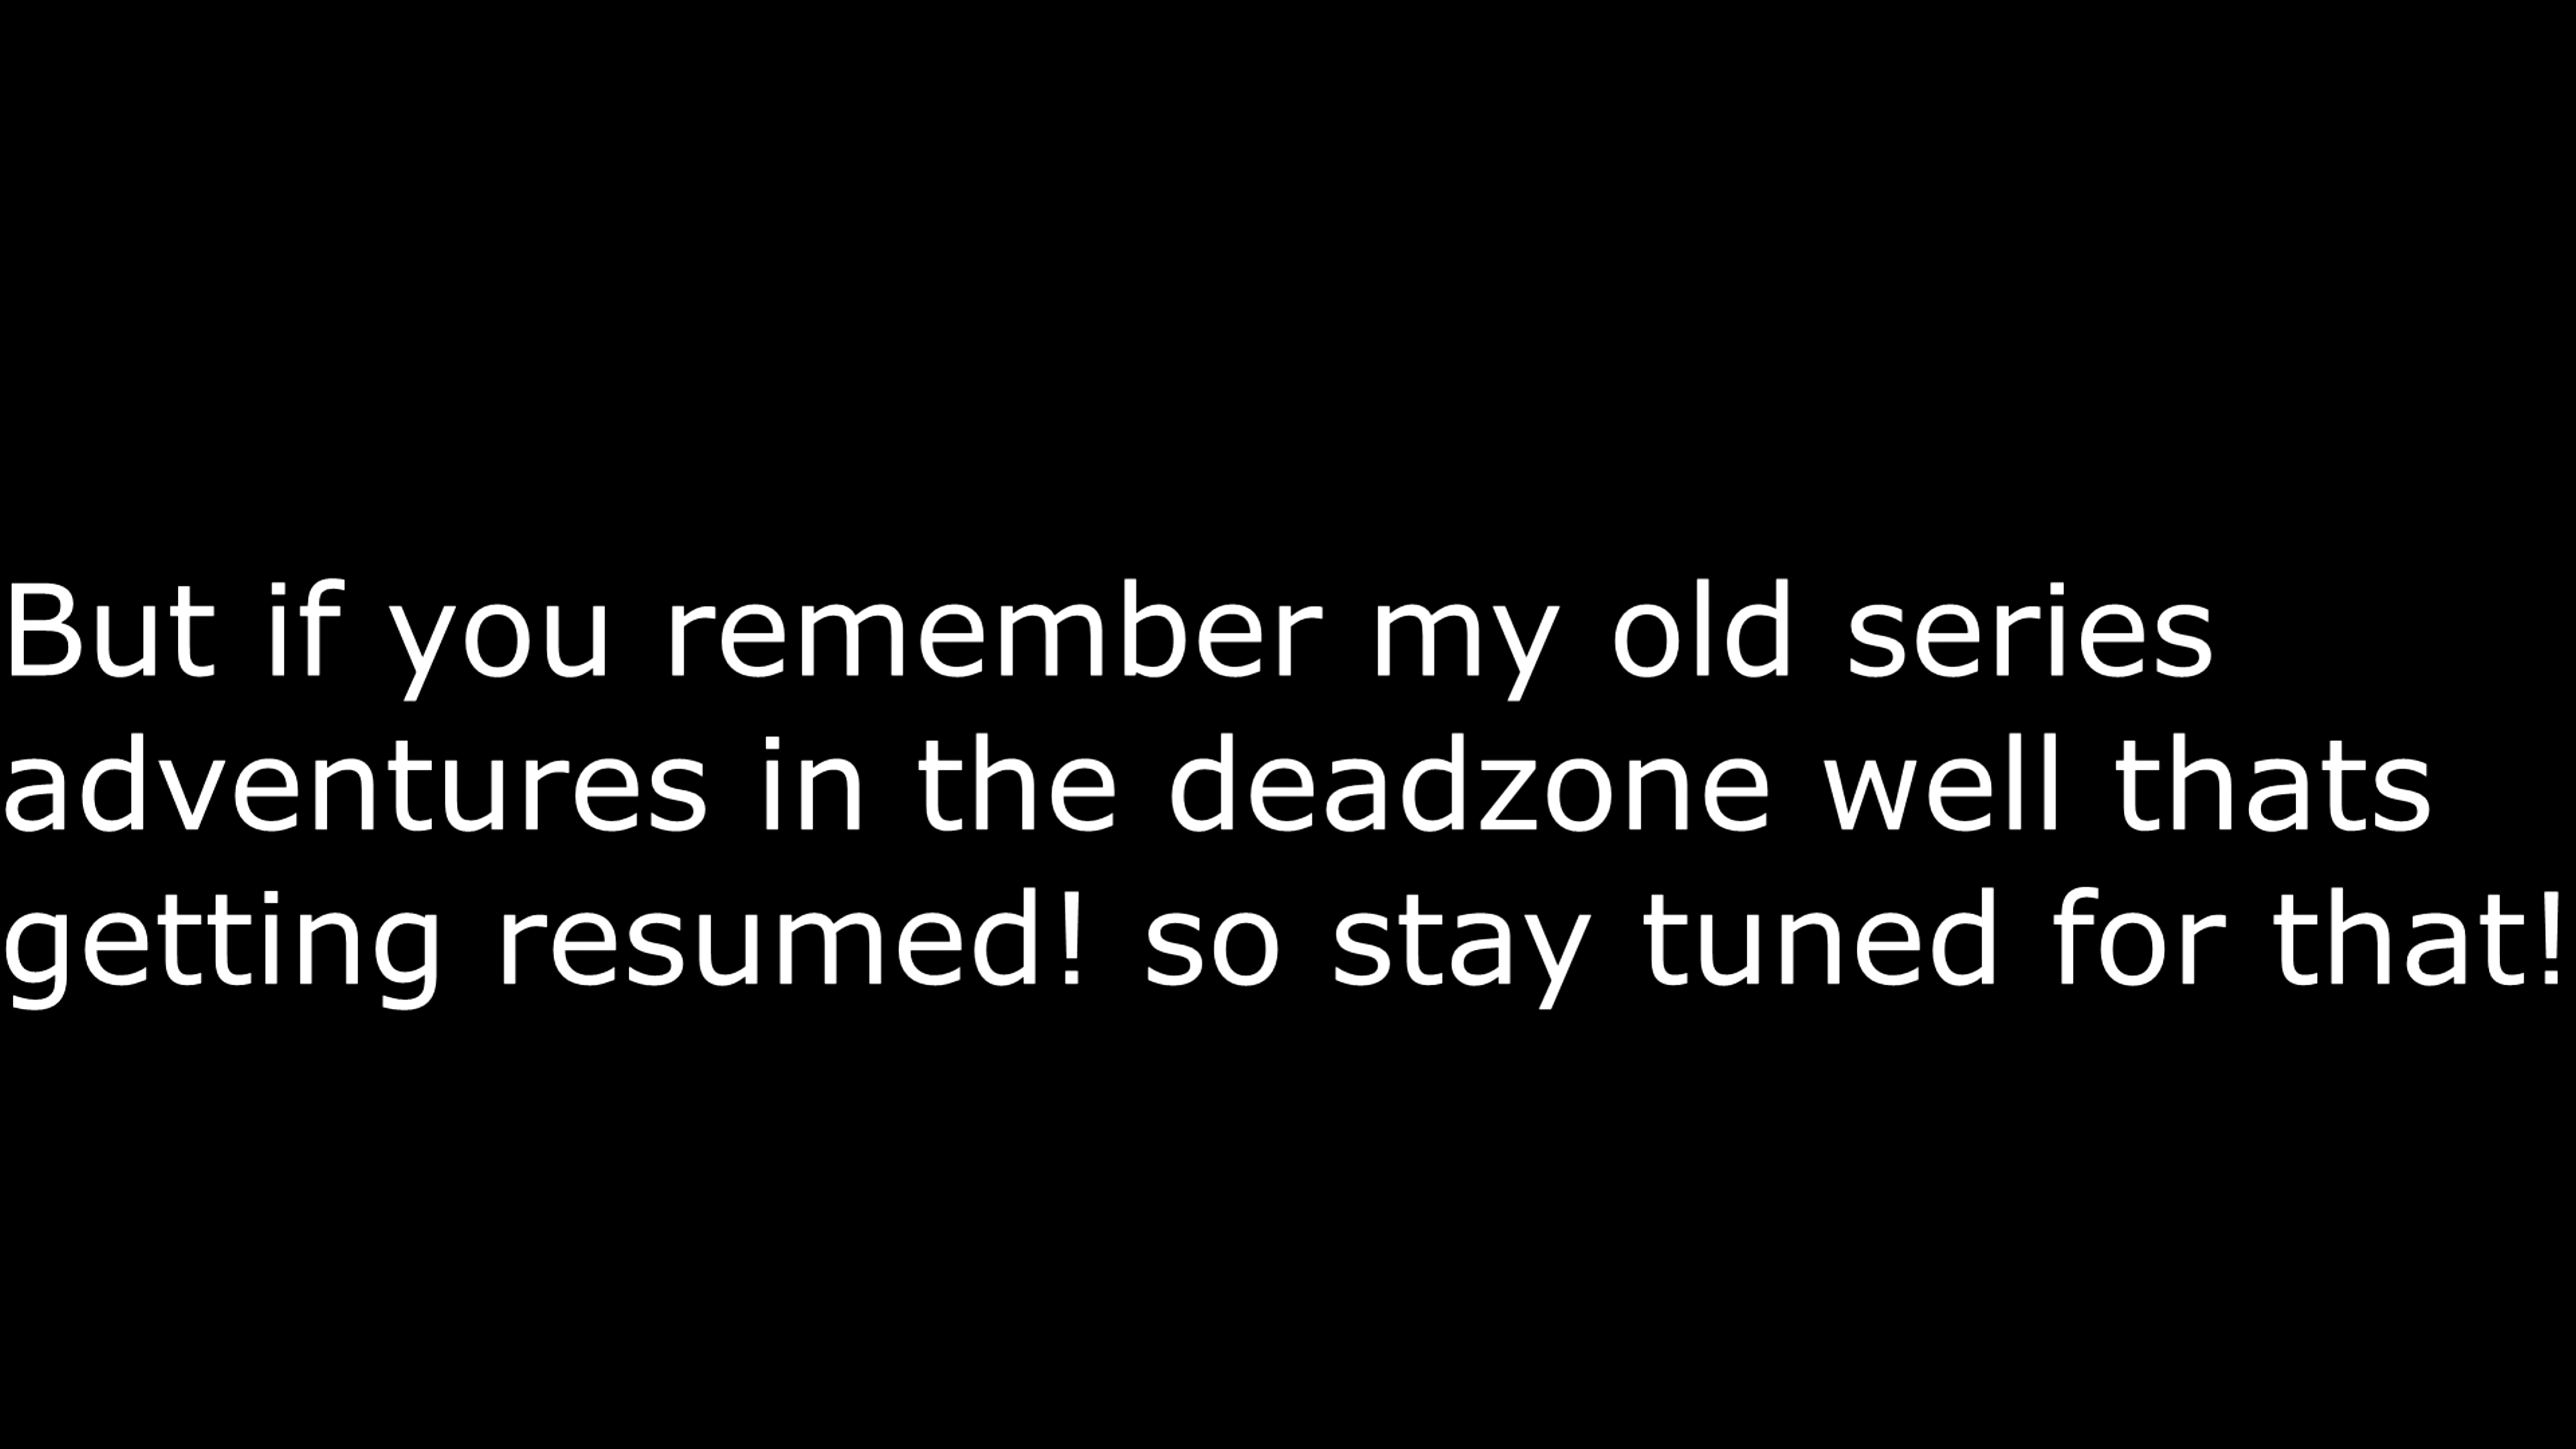 But if you remember my old series
adventures in the deadzone well thats
getting resumed! so stay tuned for that!